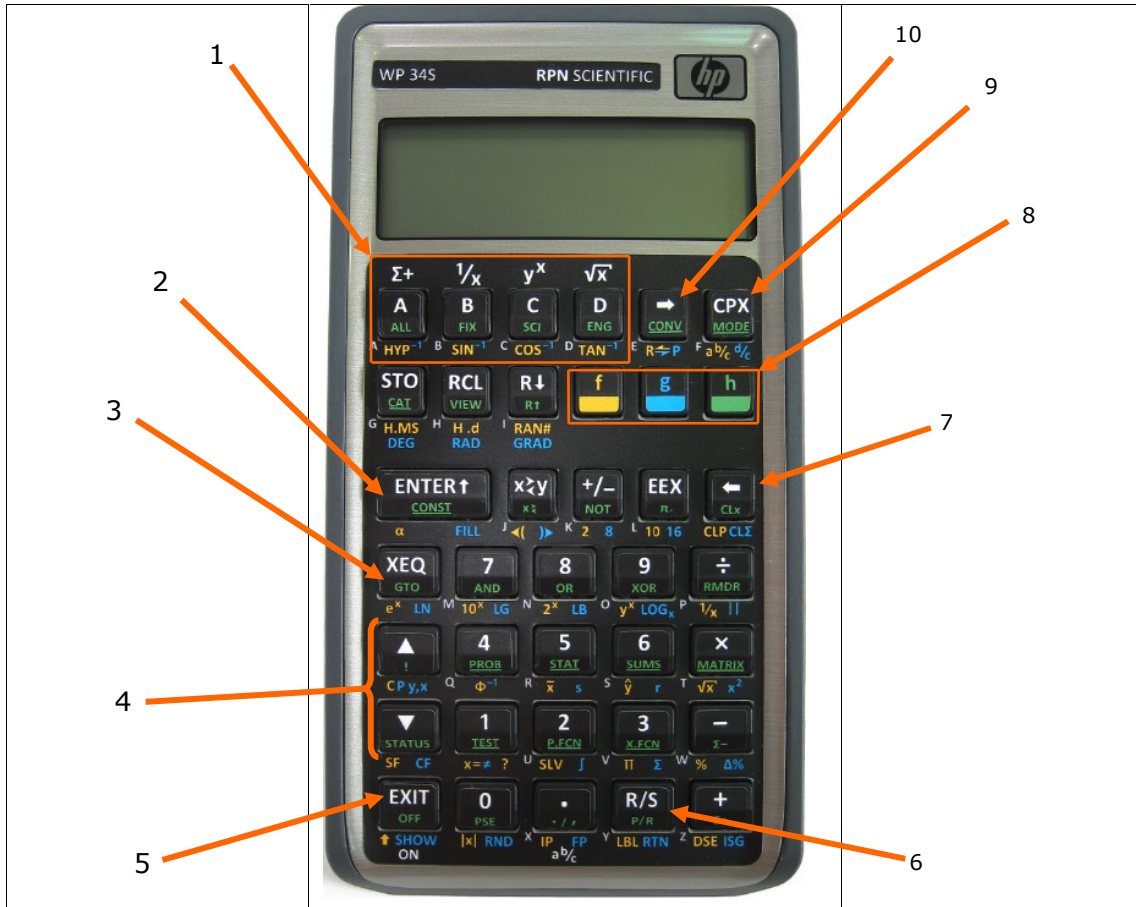 10
1
WP 34S RPN SCIENTIFIC hp
9
8
Σ+ 1/x yˣ √x
2
A B C D ➡ CPX
ALL FIX SCI ENG CONV MODE
A HYP⁻¹ B SIN⁻¹ C COS⁻¹ D TAN⁻¹ E R⇌P F a b/c d/c
STO RCL R↓ f g h
CAT VIEW R↑
3
7
G H.MS H H.d I RAN#
DEG RAD GRAD
ENTER↑ x≷y +/− EEX ⬅
CONST x≷ NOT π CLx
α FILL J ◀( )▶ K 2 8 L 10 16 CLP CLΣ
XEQ 7 8 9 ÷
GTO AND OR XOR RMDR
eˣ LN M 10ˣ LG N 2ˣ LB O yˣ LOGₓ P 1/x ||
▲ 4 5 6 ×
! PROB STAT SUMS MATRIX
C P y,x Q Φ⁻¹ R x̄ s S ŷ r T √x x²
4
▼ 1 2 3 −
STATUS TEST P.FCN X.FCN Σ−
SF CF x=≠ ? U SLV ∫ V Π Σ W % Δ%
EXIT 0 . R/S +
OFF PSE ./, P/R
⬆ SHOW |x| RND X IP FP Y LBL RTN Z DSE ISG
ON a b/c
5
6